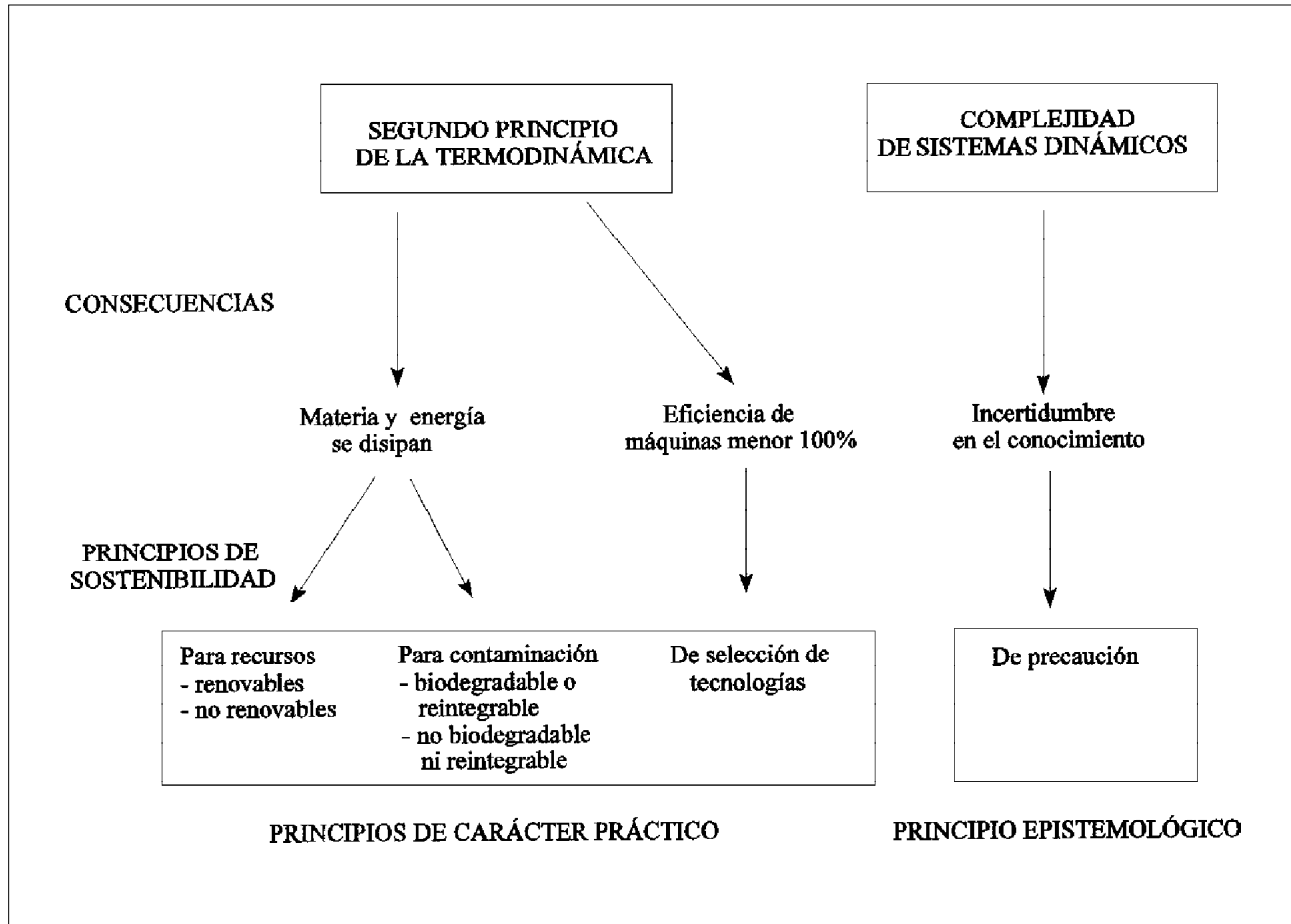 SEGUNDO PRINCIPIO
DE LA TERMODINÁMICA
COMPLEJIDAD
DE SISTEMAS DINÁMICOS
CONSECUENCIAS
Materia y energía
se disipan
Eficiencia de
máquinas menor 100%
Incertidumbre
en el conocimiento
PRINCIPIOS DE
SOSTENIBILIDAD
Para recursos
- renovables
- no renovables
Para contaminación
- biodegradable o
reintegrable
- no biodegradable
ni reintegrable
De selección de
tecnologías
De precaución
PRINCIPIOS DE CARÁCTER PRÁCTICO
PRINCIPIO EPISTEMOLÓGICO